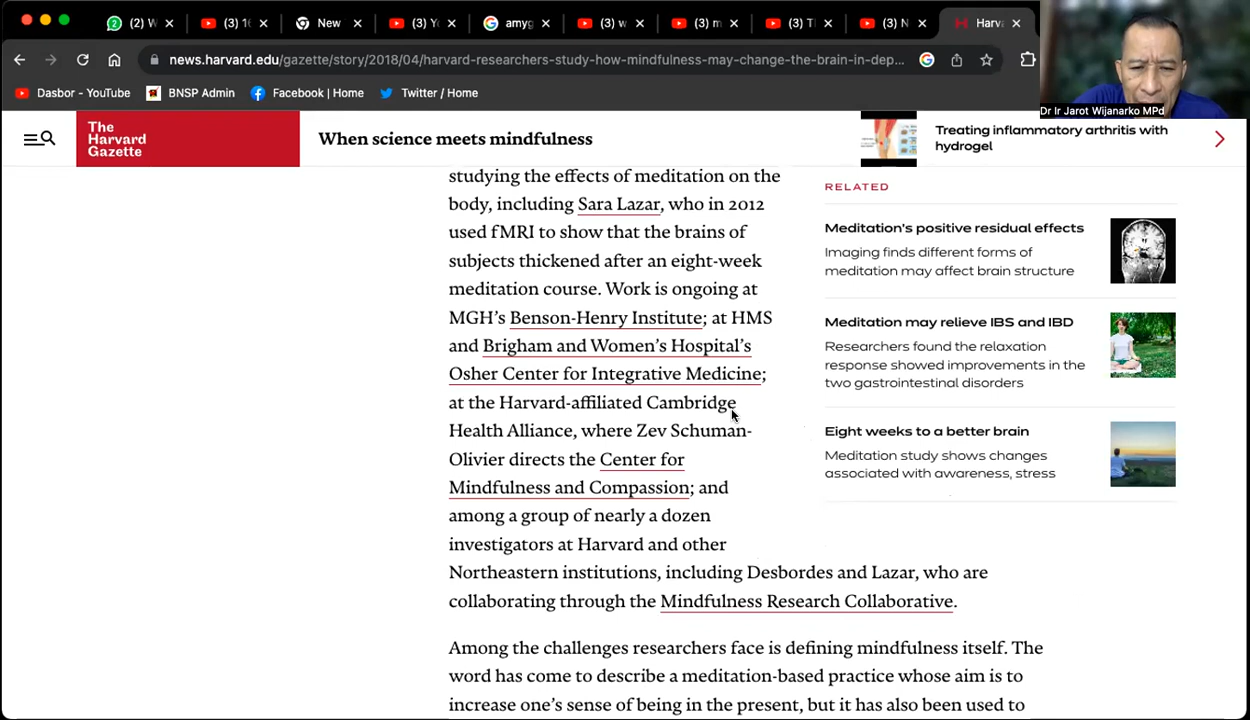 (2) W
(3) 1
New
(3) Y
amyg
(3) w
(3) m
(3) T
(3) N
Harva
news.harvard.edu/gazette/story/2018/04/harvard-researchers-study-how-mindfulness-may-change-the-brain-in-dep...
Dasbor - YouTube
BNSP Admin
Facebook | Home
Twitter / Home
Dr Ir Jarot Wijanarko MPd
The
Harvard
Gazette
When science meets mindfulness
Treating inflammatory arthritis with
hydrogel
studying the effects of meditation on the
body, including Sara Lazar, who in 2012
used fMRI to show that the brains of
subjects thickened after an eight-week
meditation course. Work is ongoing at
MGH’s Benson-Henry Institute; at HMS
and Brigham and Women’s Hospital’s
Osher Center for Integrative Medicine;
at the Harvard-affiliated Cambridge
Health Alliance, where Zev Schuman-
Olivier directs the Center for
Mindfulness and Compassion; and
among a group of nearly a dozen
investigators at Harvard and other
Northeastern institutions, including Desbordes and Lazar, who are
collaborating through the Mindfulness Research Collaborative.
Among the challenges researchers face is defining mindfulness itself. The
word has come to describe a meditation-based practice whose aim is to
increase one’s sense of being in the present, but it has also been used to
RELATED
Meditation's positive residual effects
Imaging finds different forms of
meditation may affect brain structure
Meditation may relieve IBS and IBD
Researchers found the relaxation
response showed improvements in the
two gastrointestinal disorders
Eight weeks to a better brain
Meditation study shows changes
associated with awareness, stress